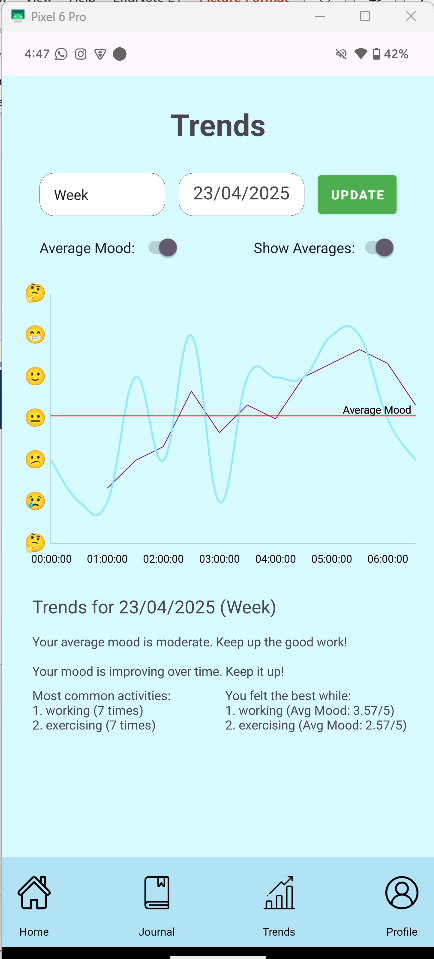 Pixel 6 Pro
4:47
42%
Trends
Week
23/04/2025
UPDATE
Average Mood:
Show Averages:
Average Mood
00:00:00 01:00:00 02:00:00 03:00:00 04:00:00 05:00:00 06:00:00
Trends for 23/04/2025 (Week)
Your average mood is moderate. Keep up the good work!
Your mood is improving over time. Keep it up!
Most common activities:
1. working (7 times)
2. exercising (7 times)
You felt the best while:
1. working (Avg Mood: 3.57/5)
2. exercising (Avg Mood: 2.57/5)
Home
Journal
Trends
Profile